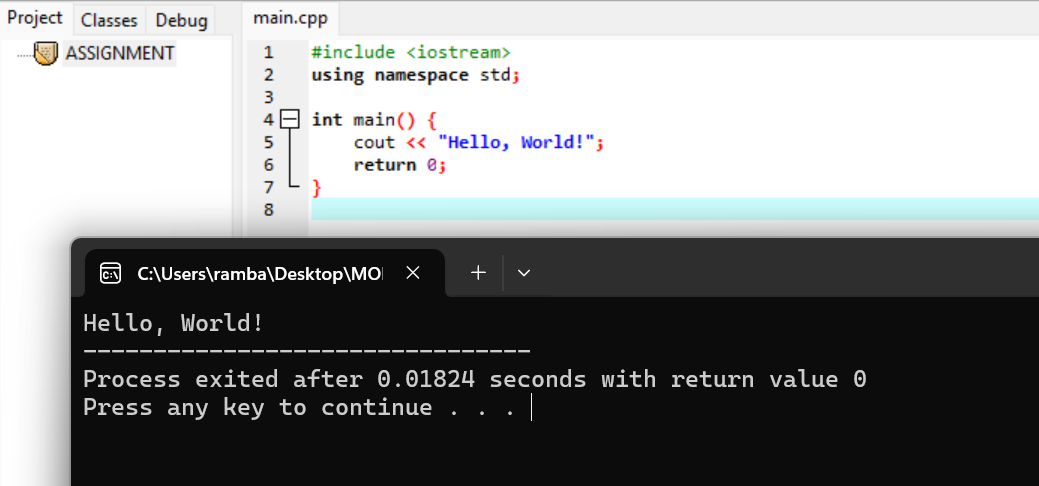 Project Classes Debug
ASSIGNMENT
main.cpp
1 #include <iostream>
2 using namespace std;
3
4 int main() {
5 cout << "Hello, World!";
6 return 0;
7 }
8
C:\Users\ramba\Desktop\MO
Hello, World!
--------------------------------
Process exited after 0.01824 seconds with return value 0
Press any key to continue . . .